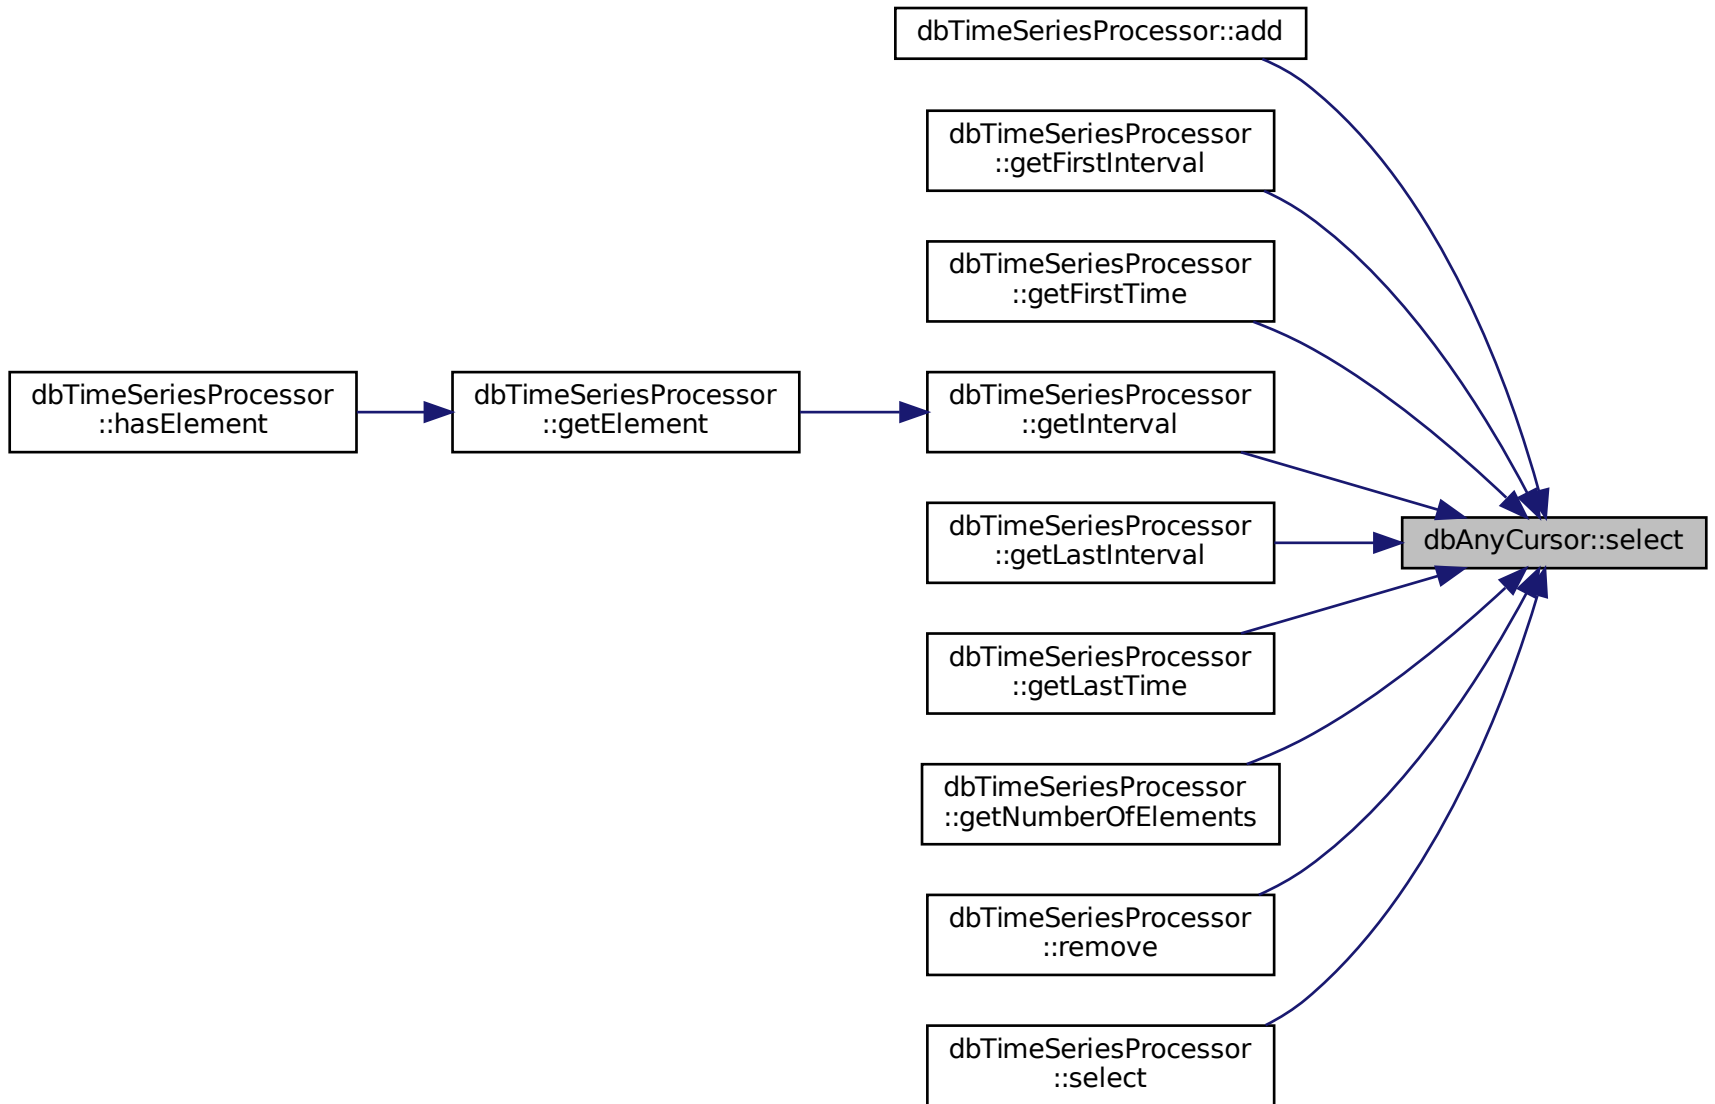 dbTimeSeriesProcessor::add
dbTimeSeriesProcessor
::getFirstInterval
dbTimeSeriesProcessor
::getFirstTime
dbTimeSeriesProcessor
::hasElement
dbTimeSeriesProcessor
::getElement
dbTimeSeriesProcessor
::getInterval
dbTimeSeriesProcessor
::getLastInterval
dbAnyCursor::select
dbTimeSeriesProcessor
::getLastTime
dbTimeSeriesProcessor
::getNumberOfElements
dbTimeSeriesProcessor
::remove
dbTimeSeriesProcessor
::select